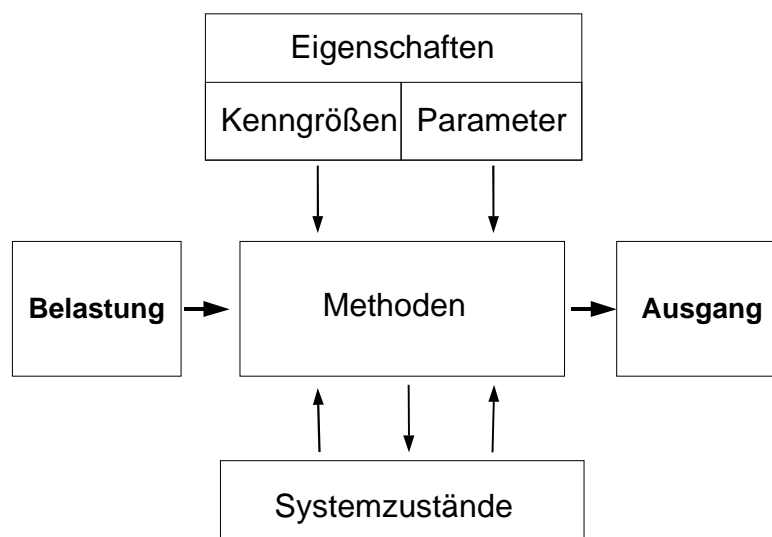 Eigenschaften
Kenngrößen Parameter
Belastung Methoden Ausgang
Systemzustände